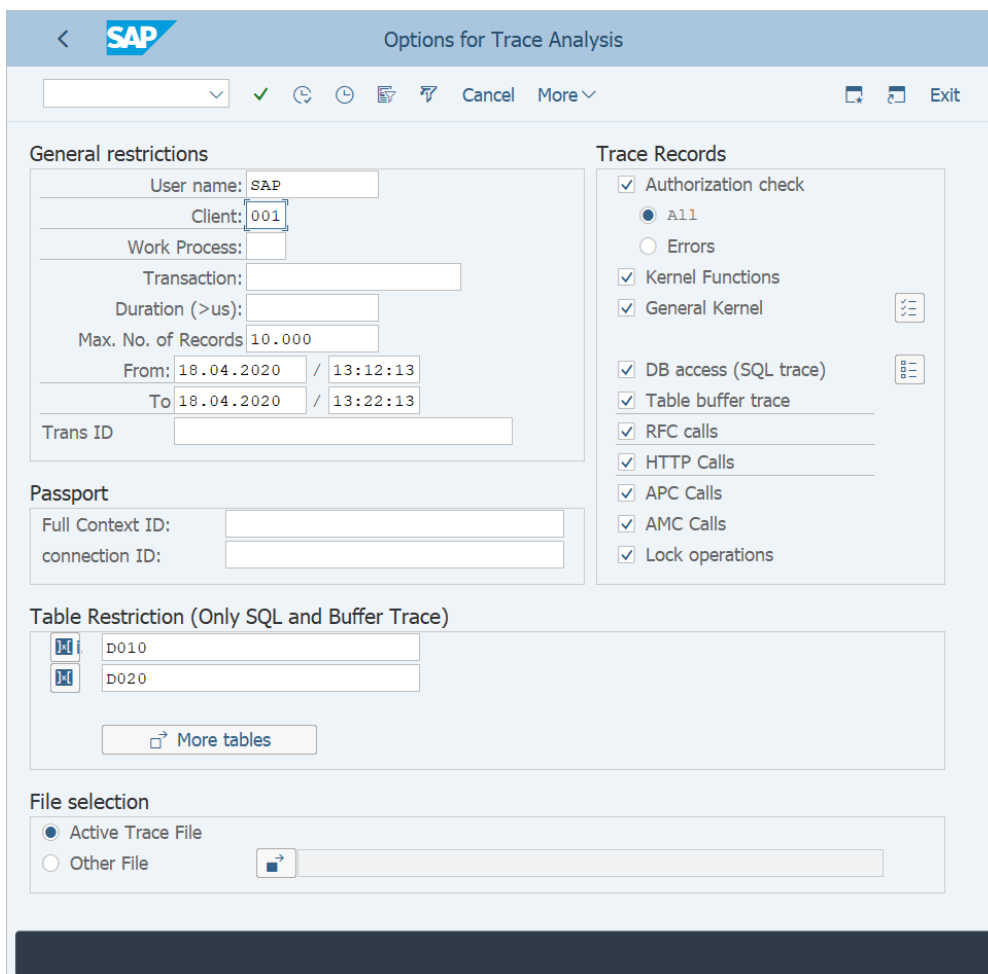 SAP Options for Trace Analysis
Cancel More Exit
General restrictions
User name: SAP
Client: 001
Work Process:
Transaction:
Duration (>us):
Max. No. of Records 10.000
From: 18.04.2020 / 13:12:13
To 18.04.2020 / 13:22:13
Trans ID
Passport
Full Context ID:
connection ID:
Trace Records
Authorization check
All
Errors
Kernel Functions
General Kernel
DB access (SQL trace)
Table buffer trace
RFC calls
HTTP Calls
APC Calls
AMC Calls
Lock operations
Table Restriction (Only SQL and Buffer Trace)
D010
D020
More tables
File selection
Active Trace File
Other File